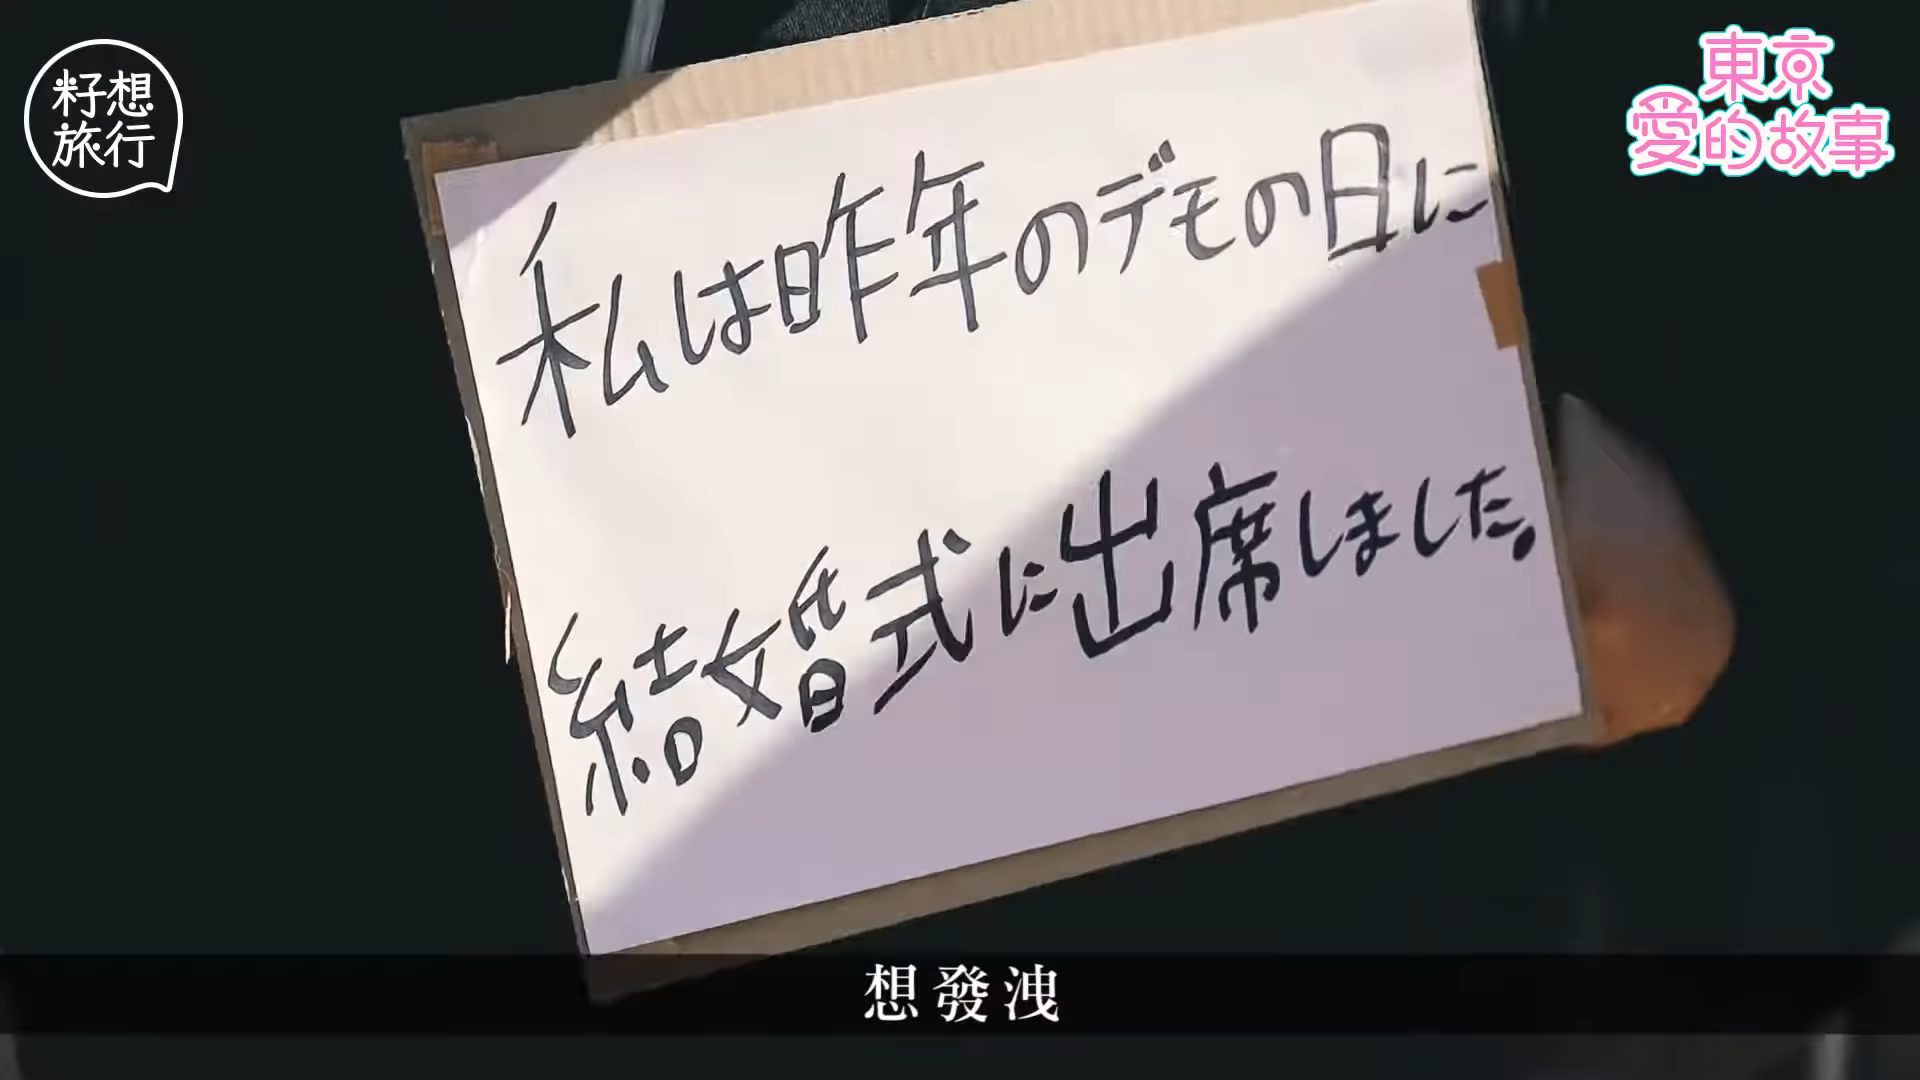 籽想
旅行
東京
愛的故事
私は昨年のデモの日に
結婚式に出席しました。
想發洩